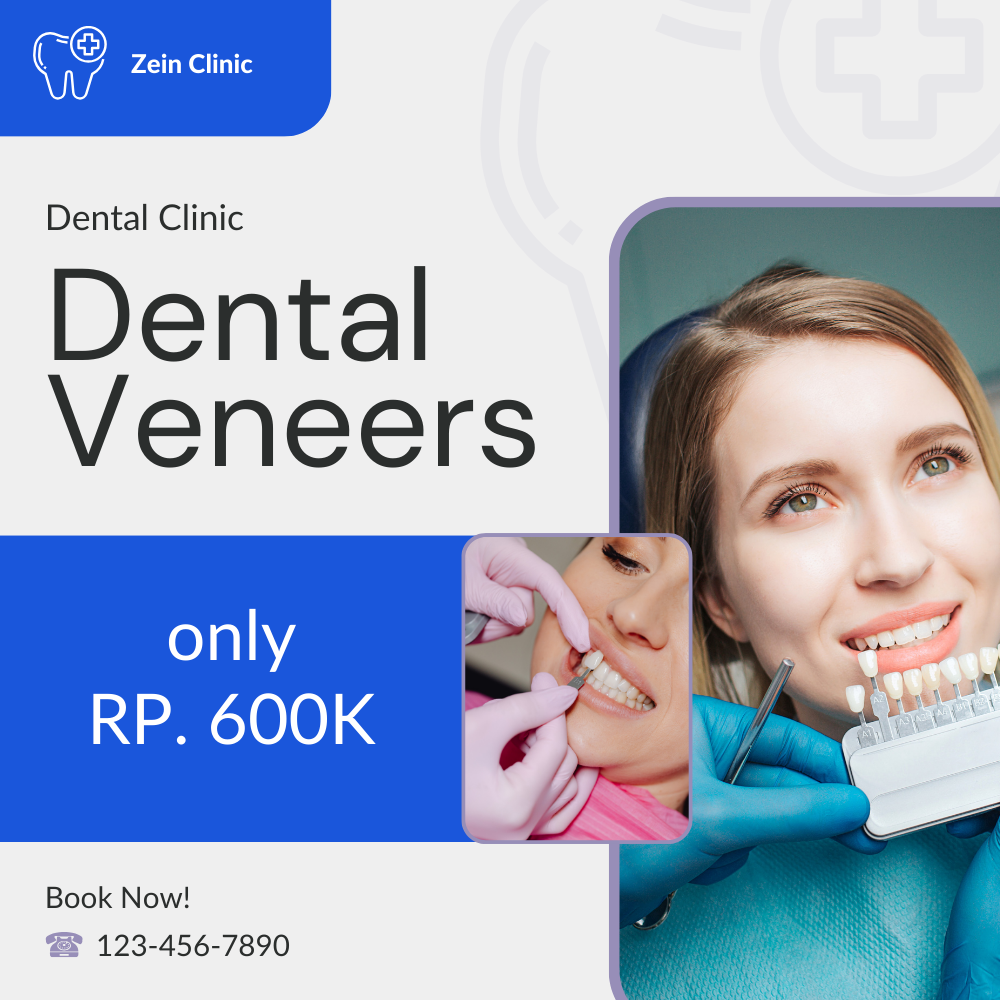 Zein Clinic
Dental Clinic
Dental
Veneers
only
RP. 600K
Book Now!
123-456-7890